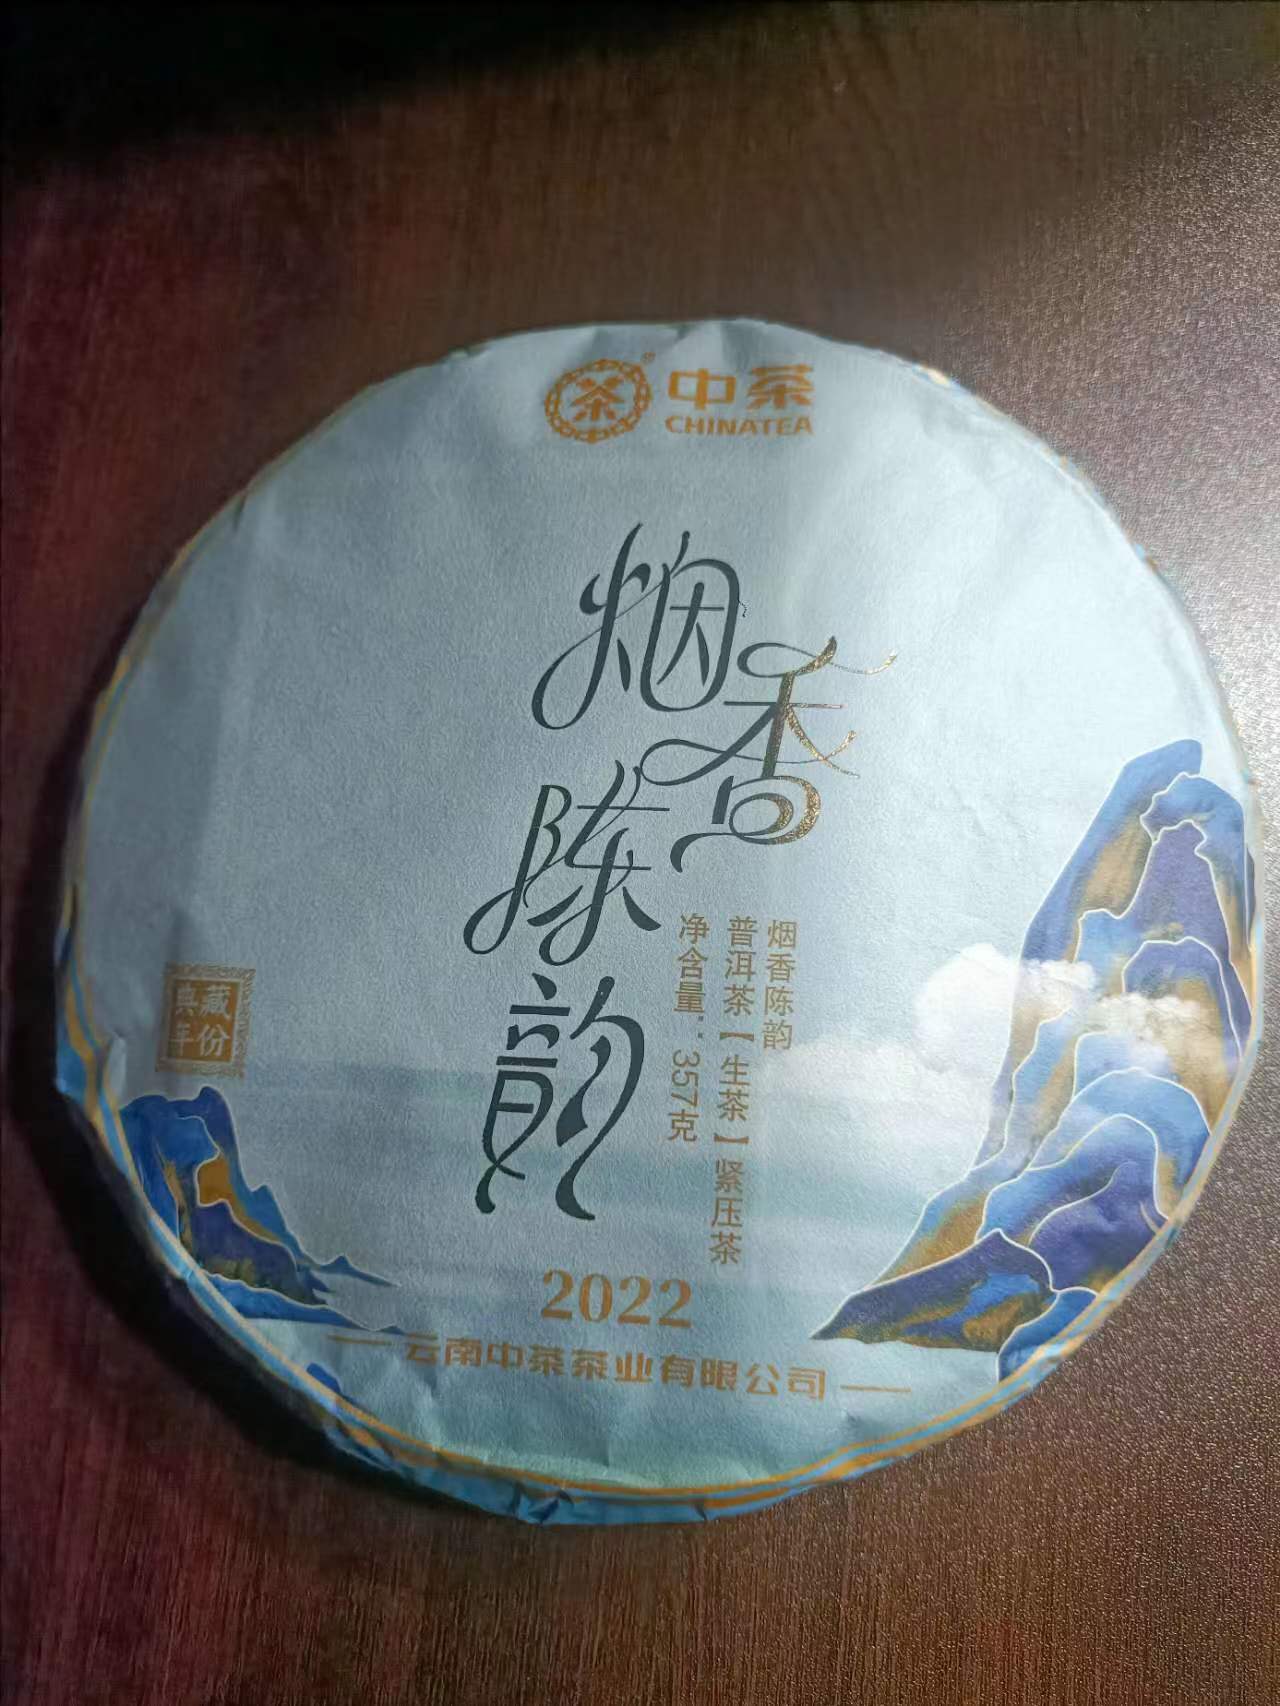 茶® 中茶
CHINATEA
烟香
陈韵
烟香陈韵
普洱茶【生茶】紧压茶
净含量：357克
典藏
年份
2022
云南中茶茶业有限公司